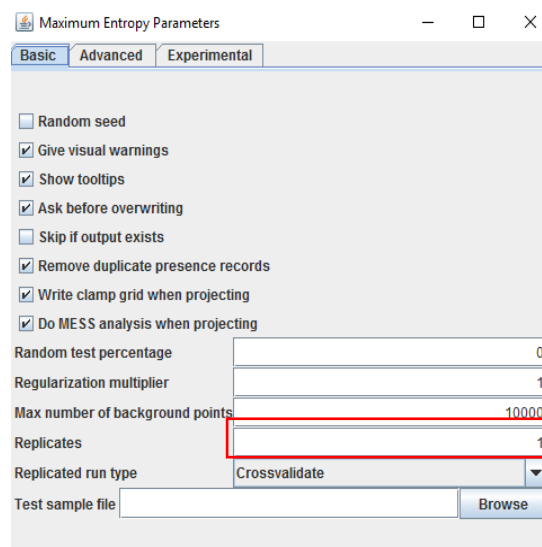 Maximum Entropy Parameters
Basic Advanced Experimental
Random seed
Give visual warnings
Show tooltips
Ask before overwriting
Skip if output exists
Remove duplicate presence records
Write clamp grid when projecting
Do MESS analysis when projecting
Random test percentage 0
Regularization multiplier 1
Max number of background points 10000
Replicates 1
Replicated run type Crossvalidate
Test sample file Browse